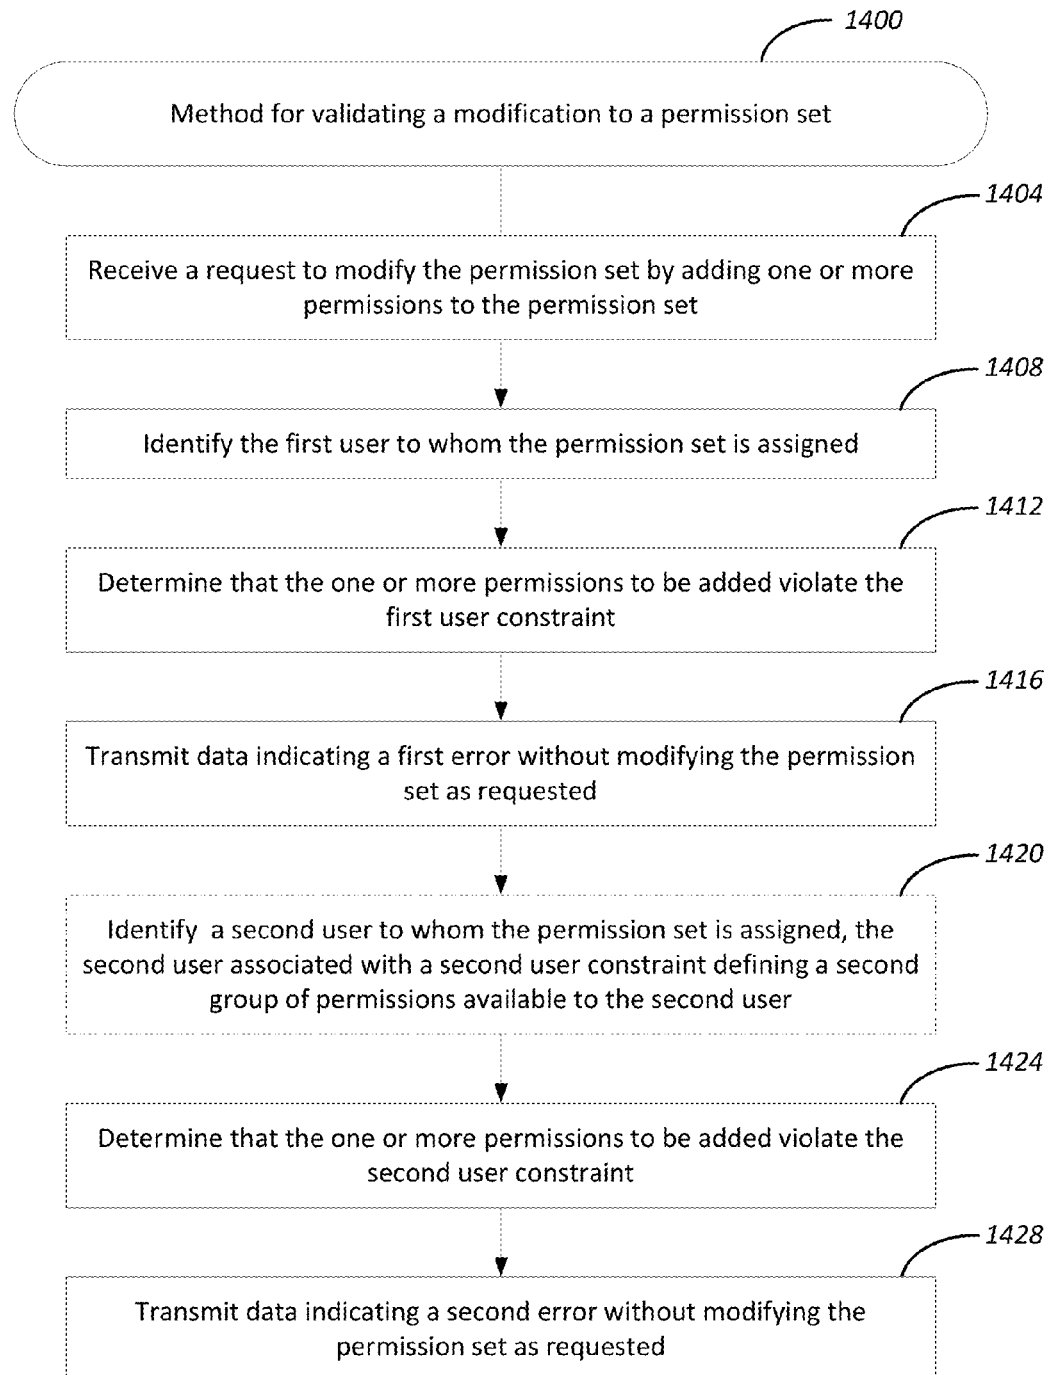 1400
Method for validating a modification to a permission set
1404
Receive a request to modify the permission set by adding one or more
permissions to the permission set
1408
Identify the first user to whom the permission set is assigned
1412
Determine that the one or more permissions to be added violate the
first user constraint
1416
Transmit data indicating a first error without modifying the permission
set as requested
1420
Identify a second user to whom the permission set is assigned, the
second user associated with a second user constraint defining a second
group of permissions available to the second user
1424
Determine that the one or more permissions to be added violate the
second user constraint
1428
Transmit data indicating a second error without modifying the
permission set as requested